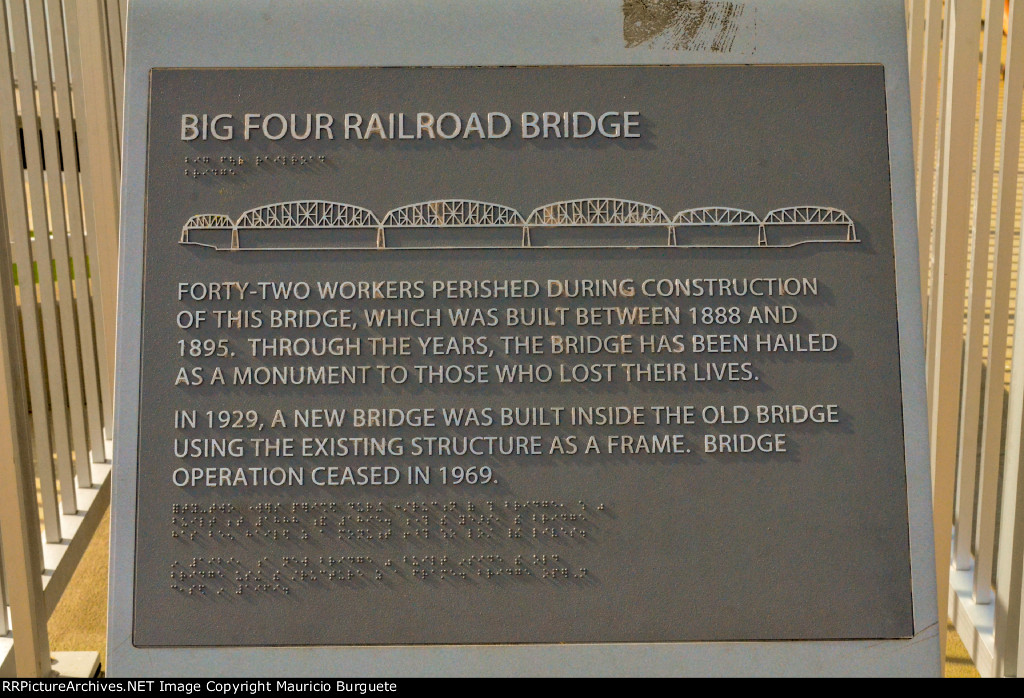 BIG FOUR RAILROAD BRIDGE
FORTY-TWO WORKERS PERISHED DURING CONSTRUCTION
OF THIS BRIDGE, WHICH WAS BUILT BETWEEN 1888 AND
1895. THROUGH THE YEARS, THE BRIDGE HAS BEEN HAILED
AS A MONUMENT TO THOSE WHO LOST THEIR LIVES.
IN 1929, A NEW BRIDGE WAS BUILT INSIDE THE OLD BRIDGE
USING THE EXISTING STRUCTURE AS A FRAME. BRIDGE
OPERATION CEASED IN 1969.
RRPictureArchives.NET Image Copyright Mauricio Burguete